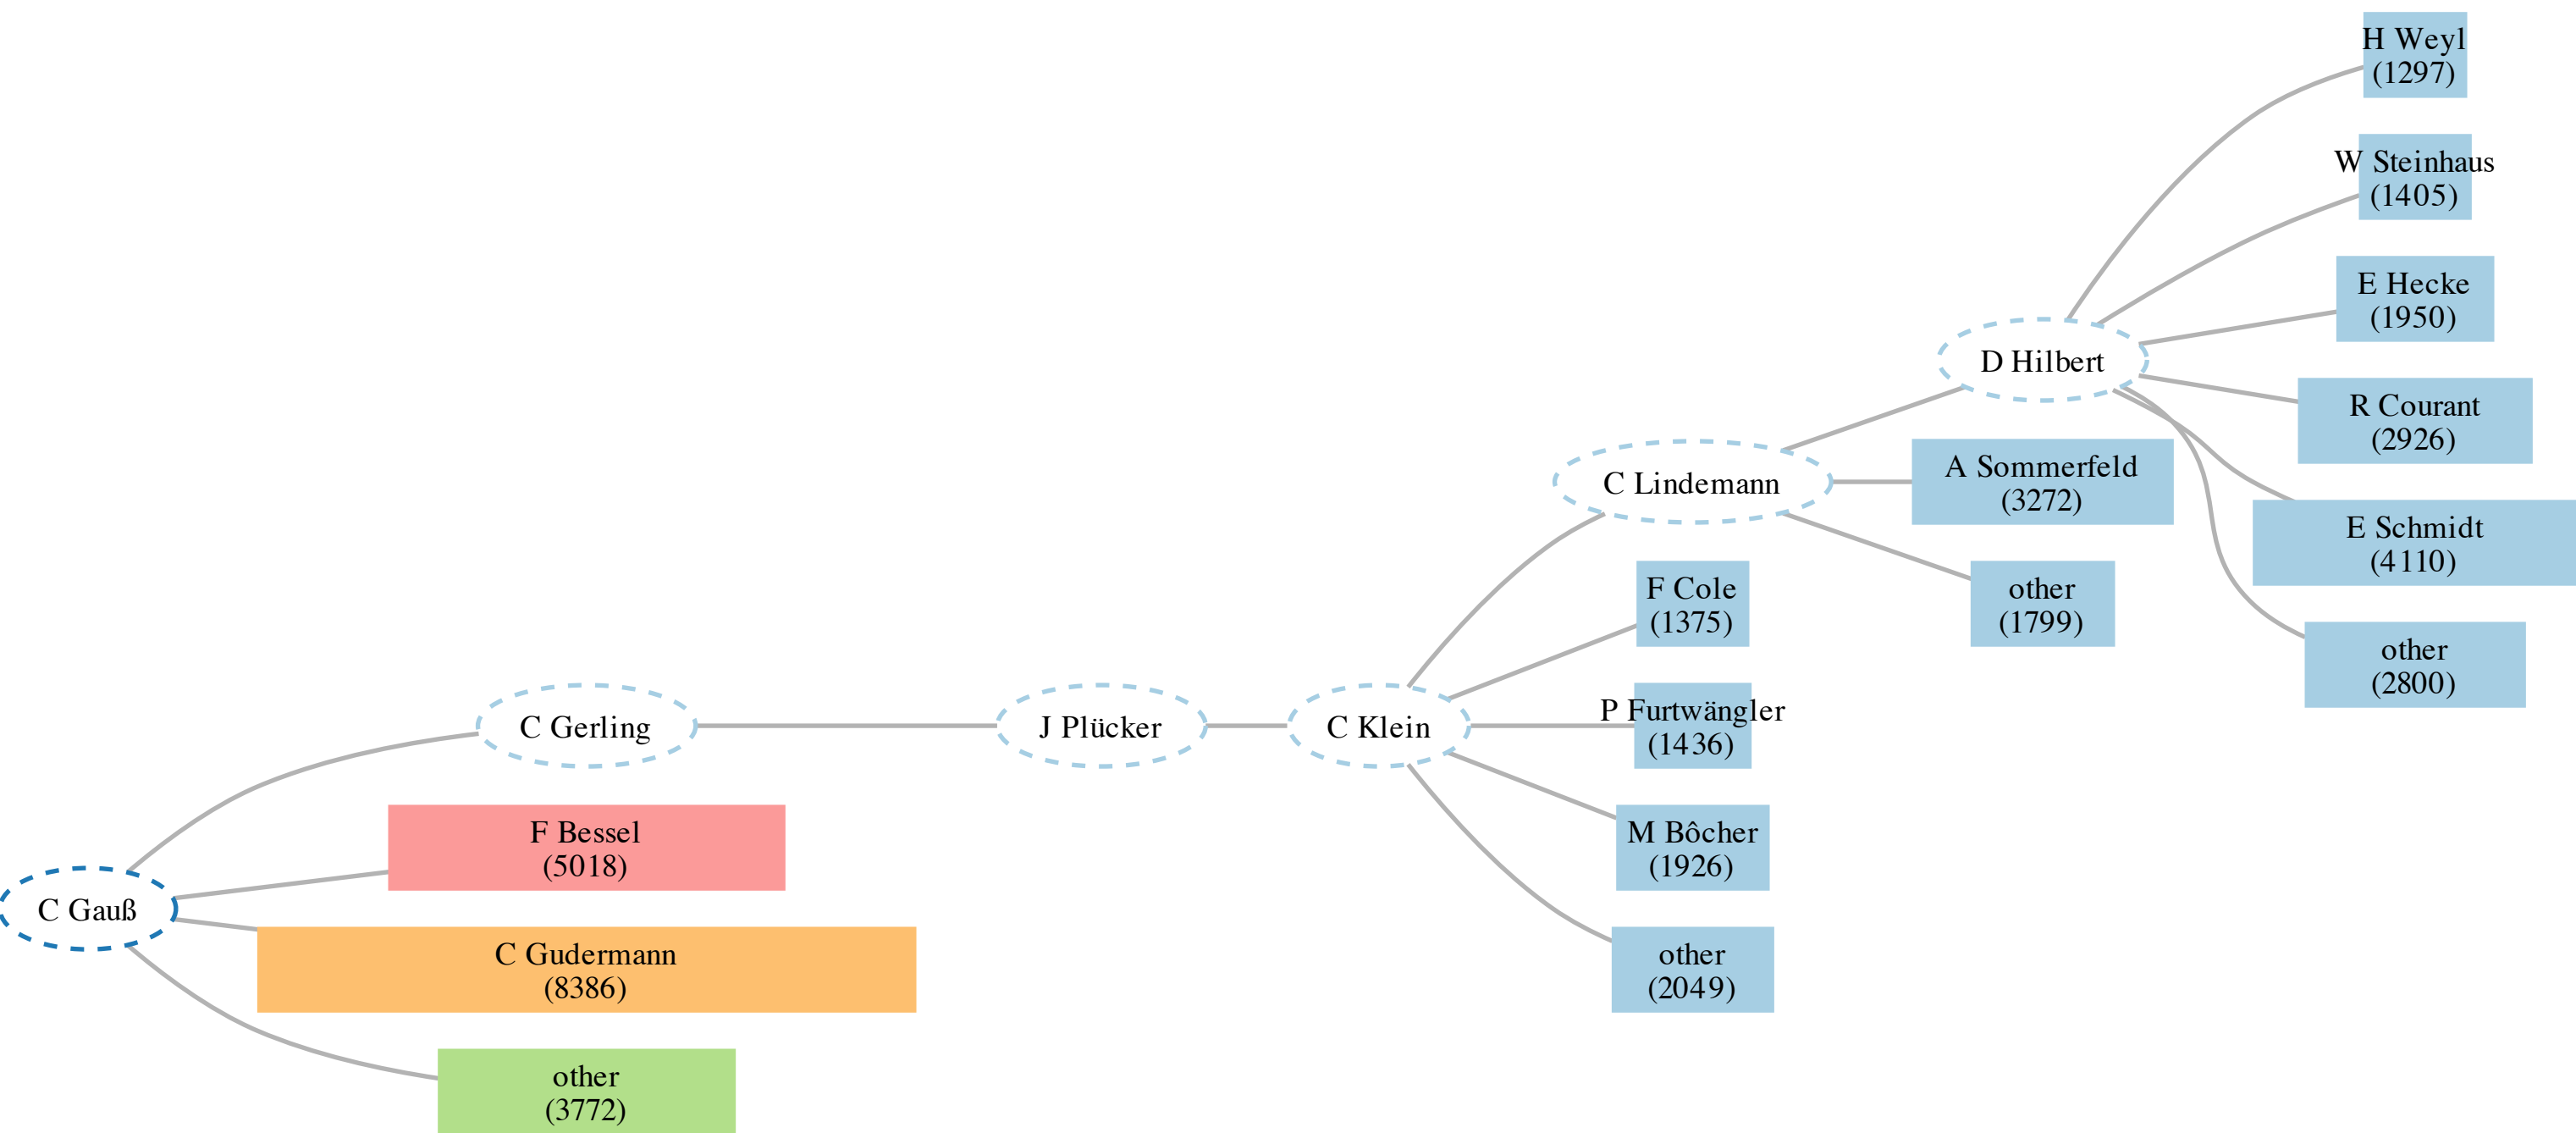 H Weyl
(1297)
W Steinhaus
(1405)
E Hecke
(1950)
D Hilbert
R Courant
(2926)
C Lindemann
A Sommerfeld
(3272)
E Schmidt
(4110)
F Cole
(1375)
other
(1799)
other
(2800)
C Gerling
J Plücker
C Klein
P Furtwängler
(1436)
F Bessel
(5018)
M Bôcher
(1926)
C Gauß
C Gudermann
(8386)
other
(2049)
other
(3772)